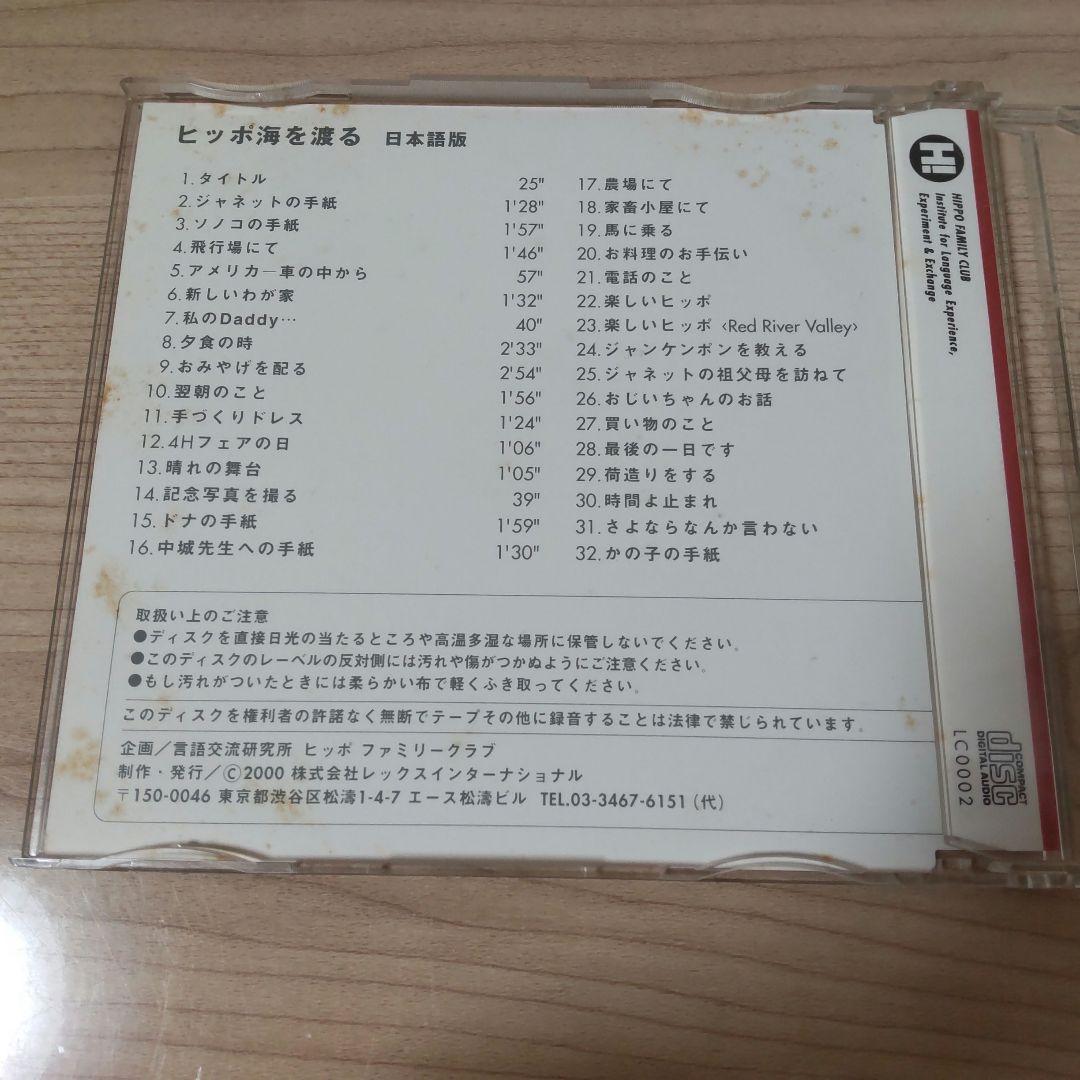 ヒッポ海を渡る 日本語版
1.タイトル 25"
2.ジャネットの手紙 1'28"
3.ソノコの手紙 1'57"
4.飛行場にて 1'46"
5.アメリカ―車の中から 57"
6.新しいわが家 1'32"
7.私のDaddy… 40"
8.夕食の時 2'33"
9.おみやげを配る 2'54"
10.翌朝のこと 1'56"
11.手づくりドレス 1'24"
12.4Hフェアの日 1'06"
13.晴れの舞台 1'05"
14.記念写真を撮る 39"
15.ドナの手紙 1'59"
16.中城先生への手紙 1'30"
17.農場にて
18.家畜小屋にて
19.馬に乗る
20.お料理のお手伝い
21.電話のこと
22.楽しいヒッポ
23.楽しいヒッポ〈Red River Valley〉
24.ジャンケンポンを教える
25.ジャネットの祖父母を訪ねて
26.おじいちゃんのお話
27.買い物のこと
28.最後の一日です
29.荷造りをする
30.時間よ止まれ
31.さよならなんか言わない
32.かの子の手紙
取扱い上のご注意
●ディスクを直接日光の当たるところや高温多湿な場所に保管しないでください。
●このディスクのレーベルの反対側には汚れや傷がつかぬようにご注意ください。
●もし汚れがついたときには柔らかい布で軽くふき取ってください。
このディスクを権利者の許諾なく無断でテープその他に録音することは法律で禁じられています。
企画/言語交流研究所 ヒッポ ファミリークラブ
制作・発行/©2000 株式会社レックスインターナショナル
〒150-0046 東京都渋谷区松濤1-4-7 エース松濤ビル TEL.03-3467-6151(代)
H!
HIPPO FAMILY CLUB
Institute for Language Experience,
Experiment & Exchange
COMPACT
disc
DIGITAL AUDIO
LC0002